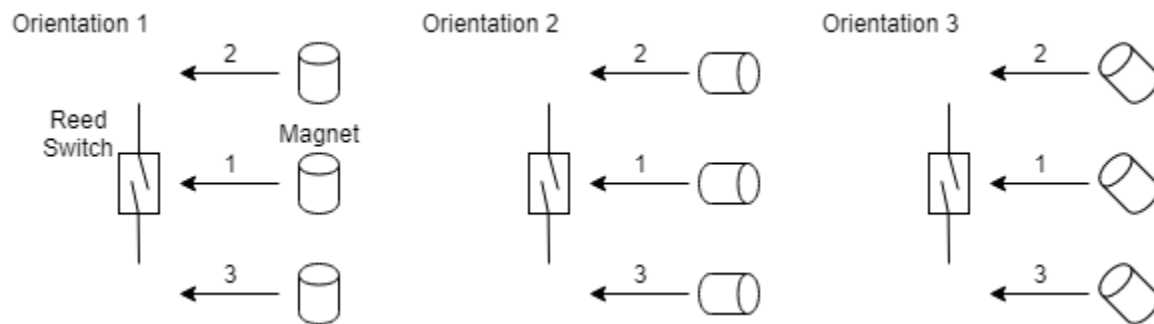 Orientation 1
2
Reed
Switch
Magnet
1
3
Orientation 2
2
1
3
Orientation 3
2
1
3